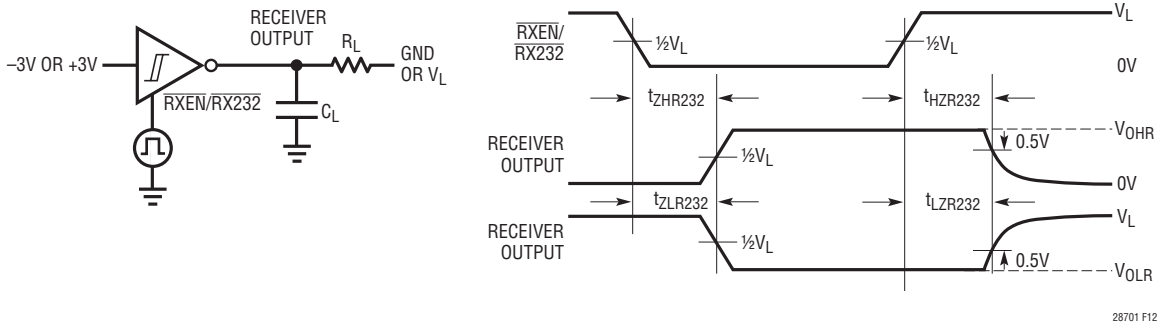 RECEIVER
OUTPUT
R_L
GND
OR V_L
–3V OR +3V
RXEN/RX232
C_L
RXEN/
RX232
½V_L
½V_L
V_L
0V
t_ZHR232
t_HZR232
RECEIVER
OUTPUT
½V_L
V_OHR
0.5V
0V
t_ZLR232
t_LZR232
RECEIVER
OUTPUT
½V_L
V_L
0.5V
V_OLR
28701 F12